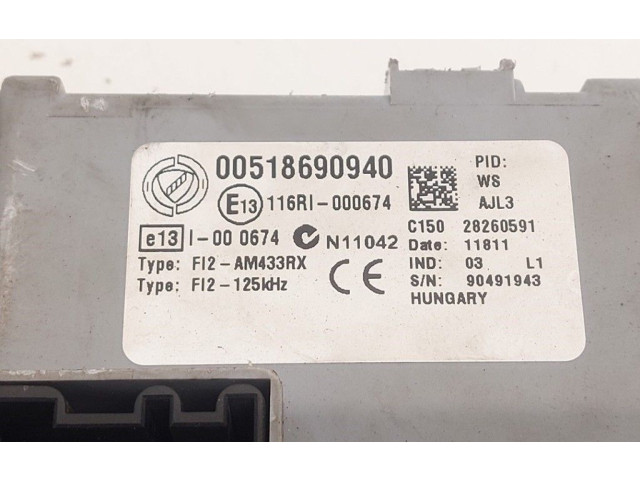 00518690940
E13 116RI-000674
e13 I-00 0674 N11042
Type: FI2-AM433RX
Type: FI2-125kHz
CE
PID:
WS
AJL3
C150 28260591
Date: 11811
IND: 03 L1
S/N: 90491943
HUNGARY